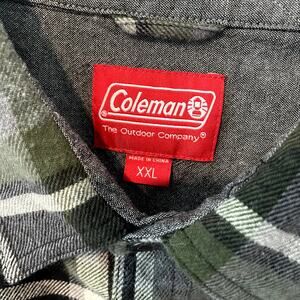 Coleman®
The Outdoor Company®
MADE IN CHINA
XXL